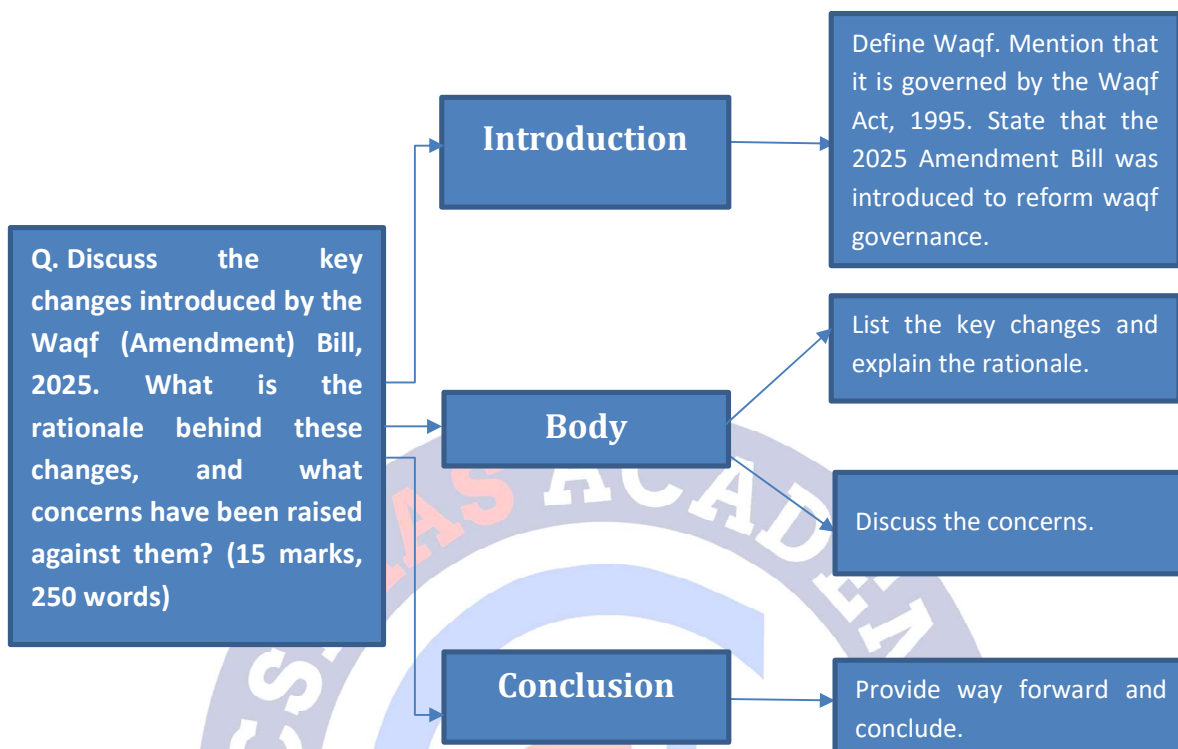 Q. Discuss the key
changes introduced by the
Waqf (Amendment) Bill,
2025. What is the
rationale behind these
changes, and what
concerns have been raised
against them? (15 marks,
250 words)
Introduction
Define Waqf. Mention that
it is governed by the Waqf
Act, 1995. State that the
2025 Amendment Bill was
introduced to reform waqf
governance.
Body
List the key changes and
explain the rationale.
Discuss the concerns.
Conclusion
Provide way forward and
conclude.
IAS ACADEM